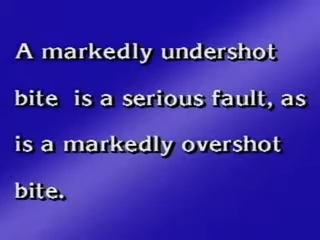 A markedly undershot
bite  is a serious fault, as
is a markedly overshot
bite.